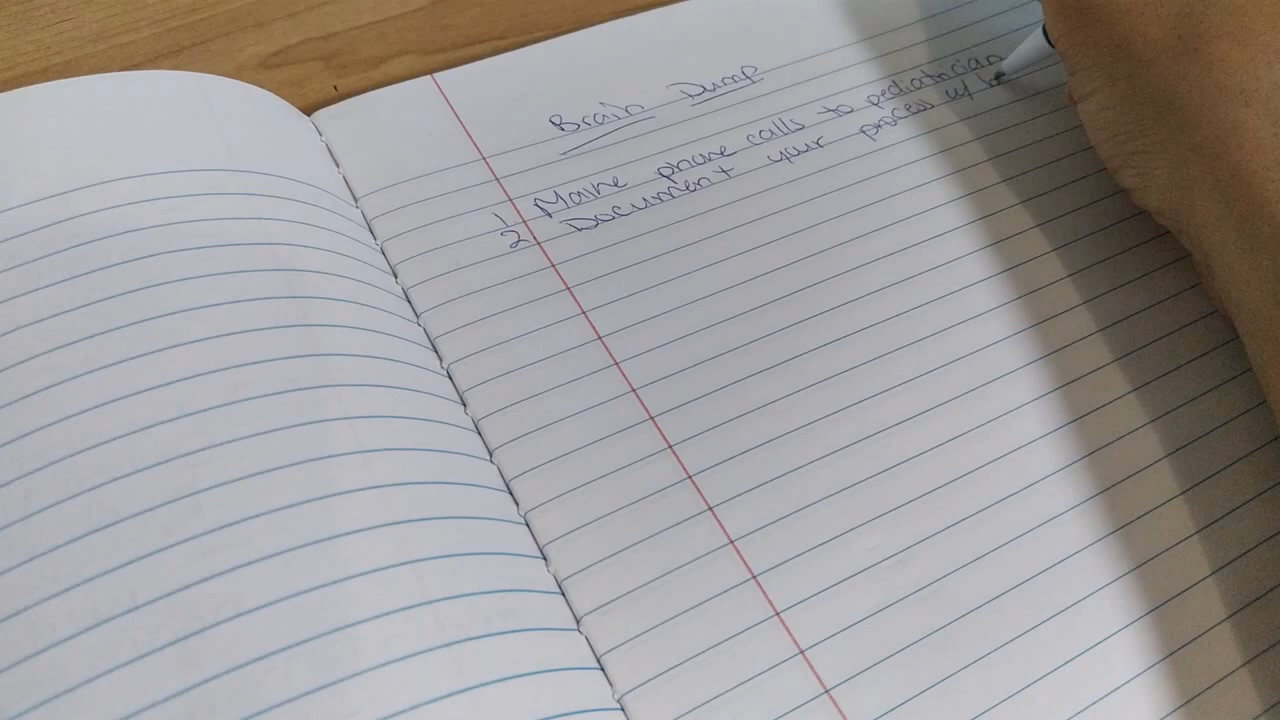 Brain Dump
1 Make phone calls to pediatrician
2 Document your process w/